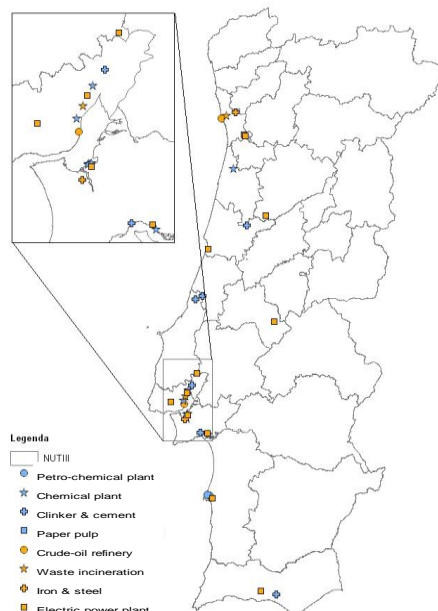 Legenda
NUTIII
Petro-chemical plant
Chemical plant
Clinker & cement
Paper pulp
Crude-oil refinery
Waste incineration
Iron & steel
Electric power plant